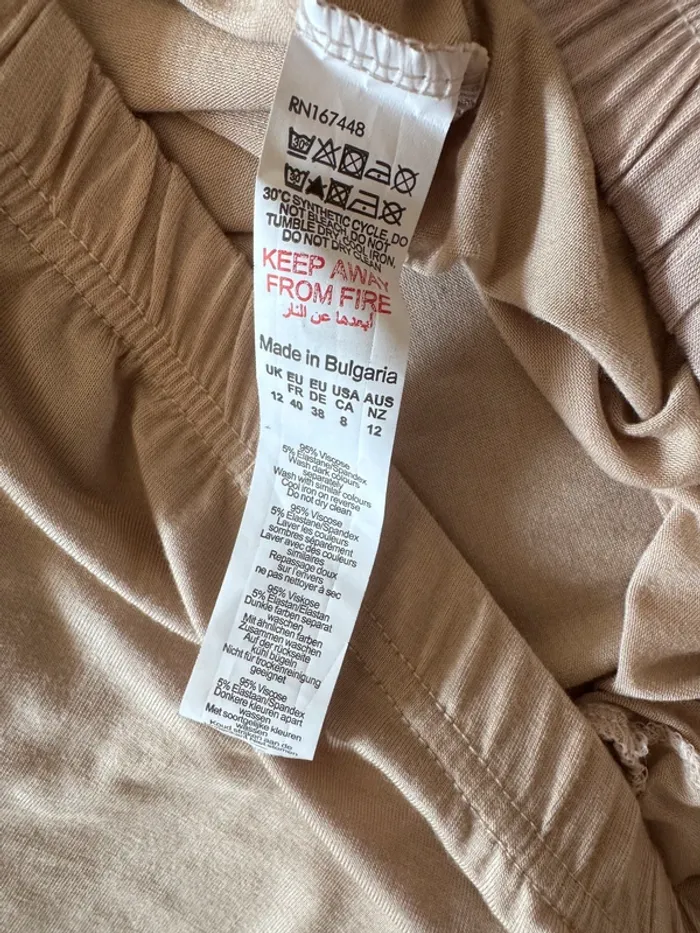 RN167448
30°C SYNTHETIC CYCLE, DO
NOT BLEACH, DO NOT
TUMBLE DRY, COOL IRON,
DO NOT DRY CLEAN
KEEP AWAY
FROM FIRE
أبعدها عن النار
Made in Bulgaria
UK EU EU USA AUS
FR DE CA NZ
12 40 38 8 12
95% Viscose
5% Elastane/Spandex
Wash dark colours
separately
Wash with similar colours
Cool iron on reverse
Do not dry clean
95% Viscose
5% Elastane/Spandex
Laver les couleurs
sombres séparément
Laver avec des couleurs
similaires
Repassage doux
sur l'envers
ne pas nettoyer à sec
95% Viskose
5% Elastan/Elastan
Dunkle farben separat
waschen
Mit ähnlichen farben
Zusammen waschen
Auf der rückseite
kühl bügeln
Nicht für trockenreinigung
geeignet
95% Viscose
5% Elastaan/Spandex
Donkere kleuren apart
wassen
Met soortgelijke kleuren
wassen
Koud strijken aan de